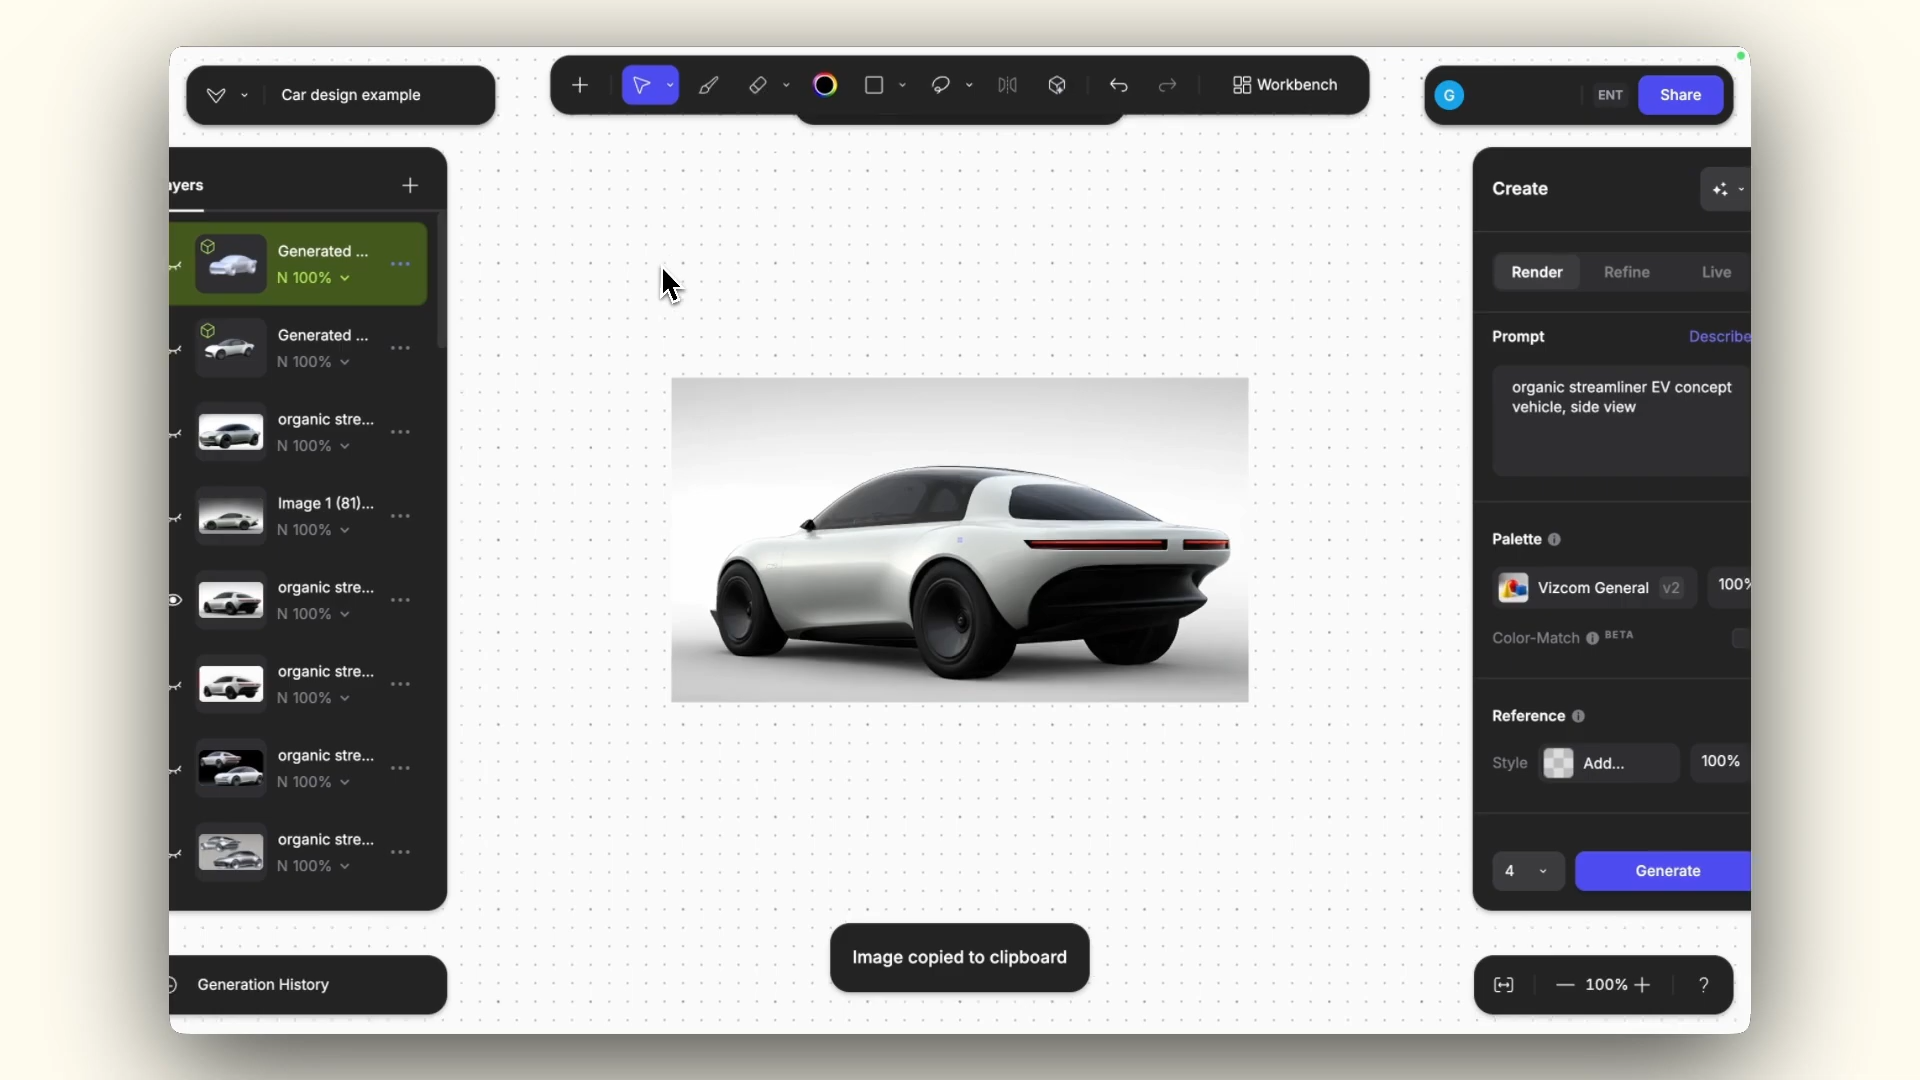 Car design example
Workbench
G
ENT
Share
ayers
Generated ...
N 100%
Generated ...
N 100%
organic stre...
N 100%
Image 1 (81)...
N 100%
organic stre...
N 100%
organic stre...
N 100%
organic stre...
N 100%
organic stre...
N 100%
Generation History
Image copied to clipboard
Create
Render
Refine
Live
Prompt
Describe
organic streamliner EV concept
vehicle, side view
Palette
Vizcom General v2
100%
Color-Match BETA
Reference
Style
Add...
100%
4
Generate
100%
?